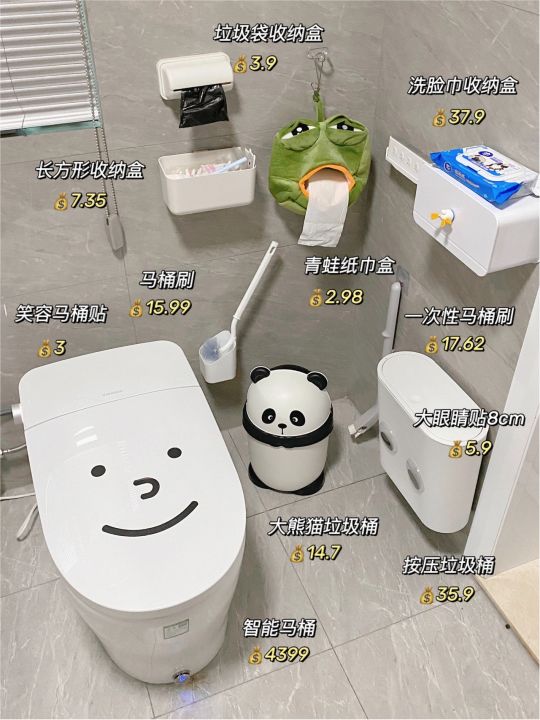 垃圾袋收纳盒
3.9
洗脸巾收纳盒
37.9
长方形收纳盒
7.35
青蛙纸巾盒
2.98
马桶刷
15.99
笑容马桶贴
3
一次性马桶刷
17.62
大眼睛贴8cm
5.9
大熊猫垃圾桶
14.7
按压垃圾桶
35.9
智能马桶
4399